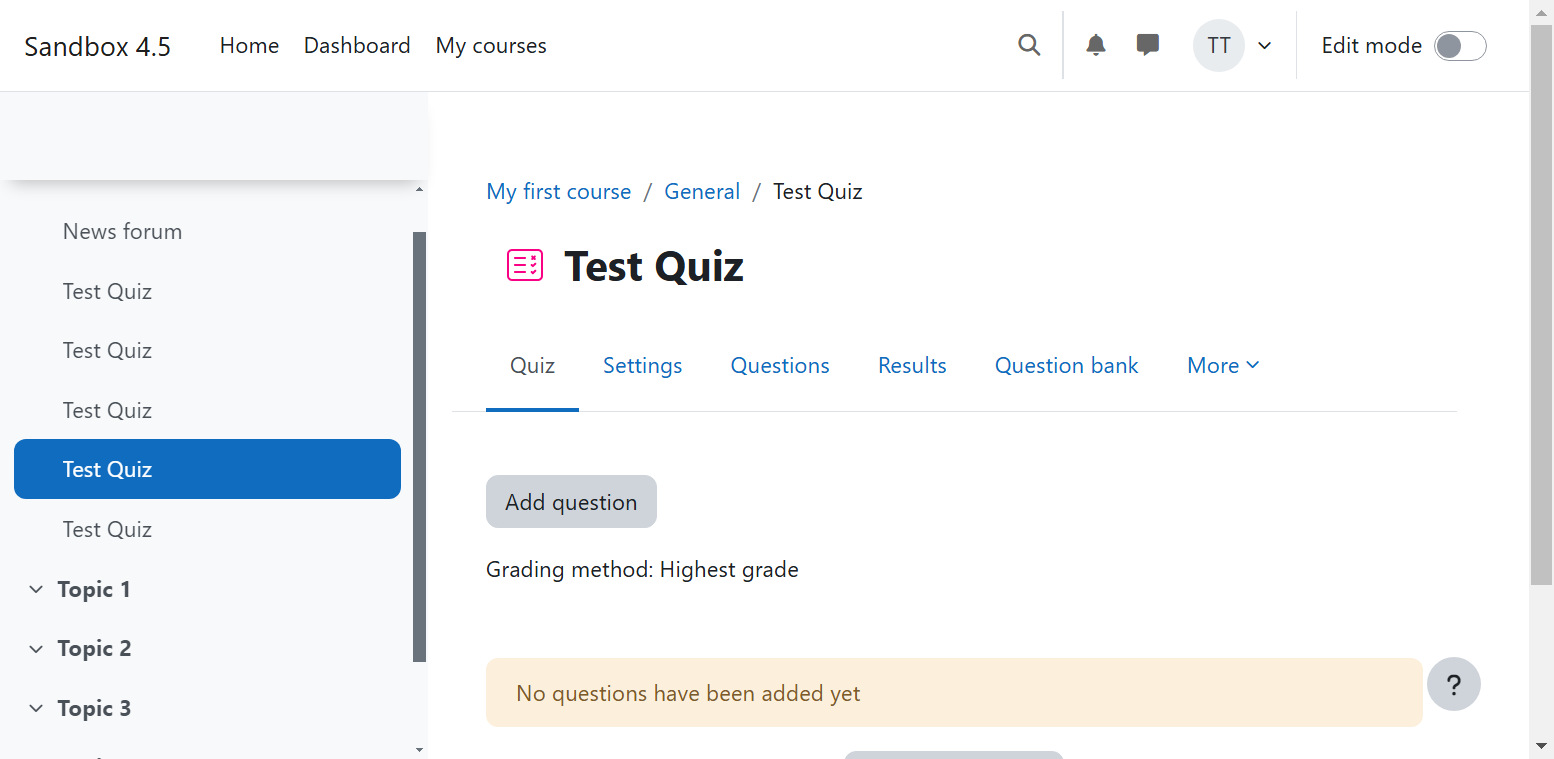 Sandbox 4.5 Home Dashboard My courses TT Edit mode
News forum
Test Quiz
Test Quiz
Test Quiz
Test Quiz
Test Quiz
Topic 1
Topic 2
Topic 3
My first course / General / Test Quiz
Test Quiz
Quiz Settings Questions Results Question bank More
Add question
Grading method: Highest grade
No questions have been added yet
?